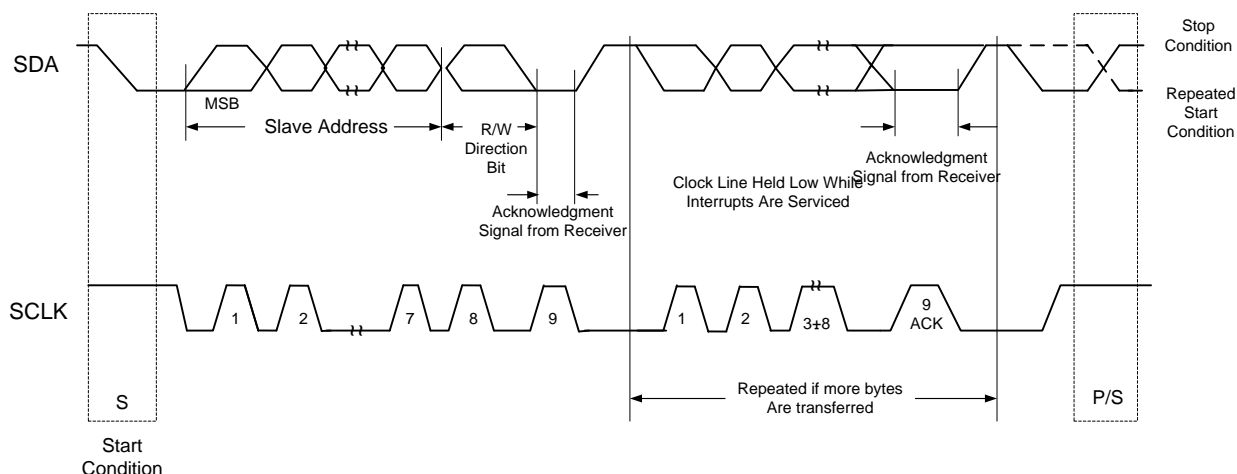 Stop
Condition
SDA
Repeated
Start
Condition
MSB
Slave Address
R/W
Direction
Bit
Acknowledgment
Signal from Receiver
Clock Line Held Low While
Interrupts Are Serviced
Acknowledgment
Signal from Receiver
SCLK
1
2
7
8
9
1
2
3+8
9
ACK
S
Repeated if more bytes
Are transferred
P/S
Start
Condition